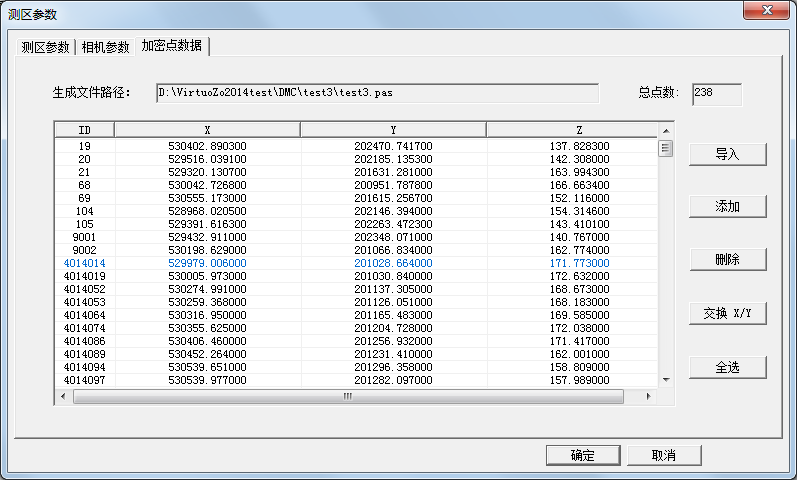 测区参数
测区参数 相机参数 加密点数据
生成文件路径: D:\VirtuoZo2014test\DMC\test3\test3.pas 总点数: 238
ID X Y Z
19 530402.890300 202470.741700 137.828300
20 529516.039100 202185.135300 142.308000
21 529320.130700 201631.281000 163.994300
68 530042.726800 200951.787800 166.663400
69 530555.173000 201615.256700 152.116000
104 528968.020500 202146.394000 154.314600
105 529391.616300 202263.472300 143.410100
9001 529432.911000 202348.071000 140.767000
9002 530198.629000 201066.834000 162.774000
4014014 529979.006000 201028.664000 171.773000
4014019 530005.973000 201030.840000 172.632000
4014052 530274.991000 201137.305000 168.673000
4014053 530259.368000 201126.051000 168.183000
4014064 530316.950000 201165.483000 169.585000
4014074 530355.625000 201204.728000 172.038000
4014086 530406.460000 201256.932000 171.417000
4014089 530452.264000 201231.410000 162.001000
4014094 530539.651000 201296.358000 158.809000
4014097 530539.977000 201282.097000 157.989000
导入
添加
删除
交换 X/Y
全选
确定 取消